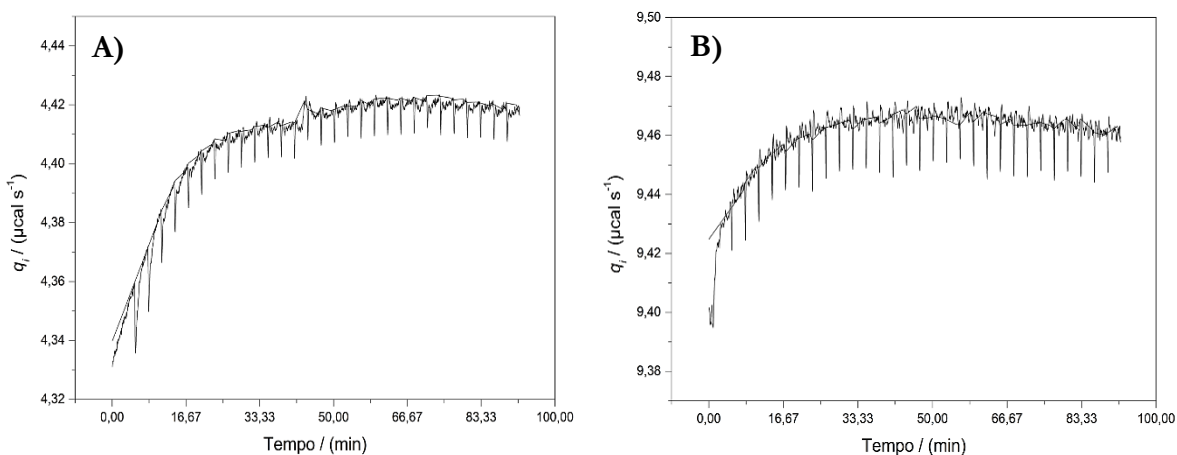 A)
4,44
4,42
4,40
4,38
4,36
4,34
4,32
q_i / (μcal s⁻¹)
0,00 16,67 33,33 50,00 66,67 83,33 100,00
Tempo / (min)
B)
9,50
9,48
9,46
9,44
9,42
9,40
9,38
q_i / (μcal s⁻¹)
0,00 16,67 33,33 50,00 66,67 83,33 100,00
Tempo / (min)